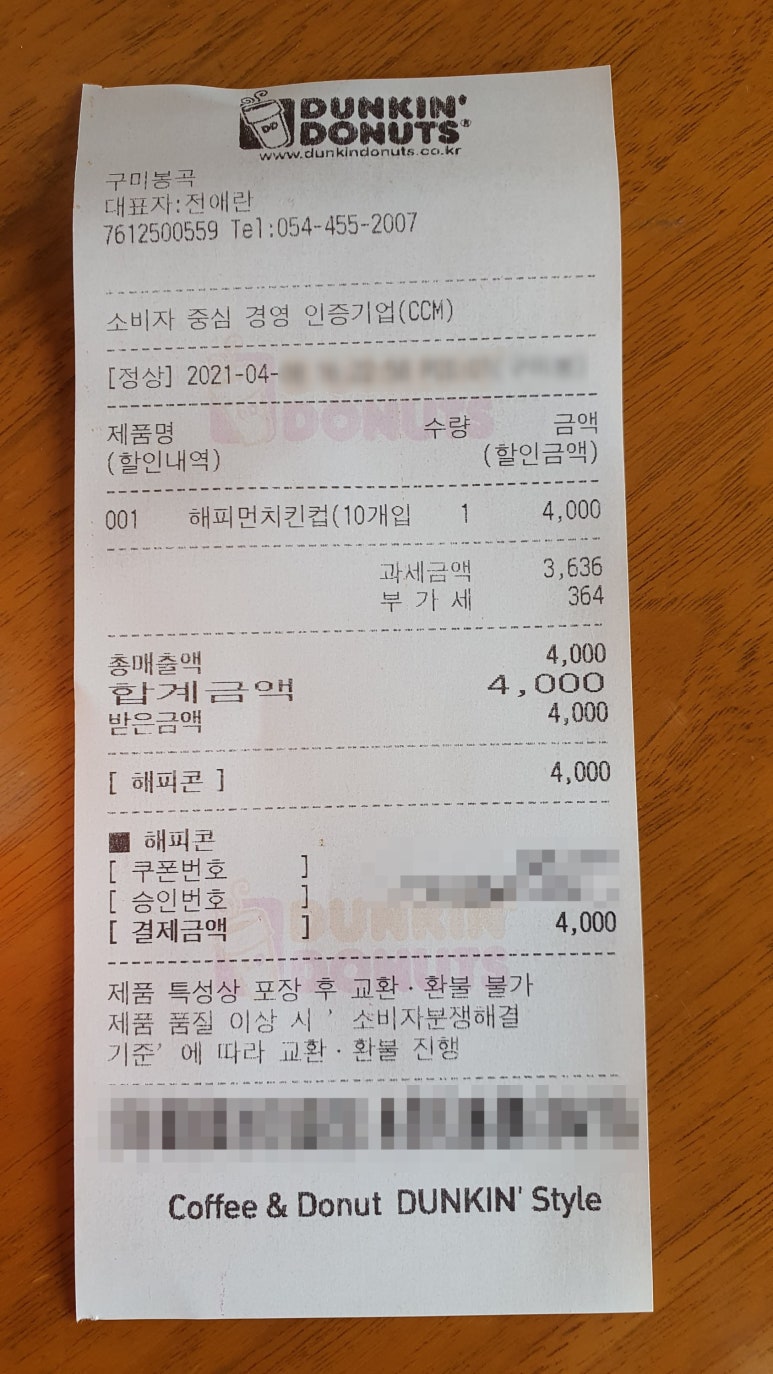 DUNKIN'
DONUTS®
www.dunkindonuts.co.kr
구미봉곡
대표자:전애란
7612500559 Tel:054-455-2007
소비자 중심 경영 인증기업(CCM)
[정상] 2021-04-
제품명 수량 금액
(할인내역) (할인금액)
001 해피먼치킨컵(10개입 1 4,000
과세금액 3,636
부 가 세 364
총매출액 4,000
합계금액 4,000
받은금액 4,000
[ 해피콘 ] 4,000
■ 해피콘
[ 쿠폰번호 ]
[ 승인번호 ]
[ 결제금액 ] 4,000
제품 특성상 포장 후 교환·환불 불가
제품 품질 이상 시 ' 소비자분쟁해결
기준' 에 따라 교환·환불 진행
Coffee & Donut DUNKIN' Style